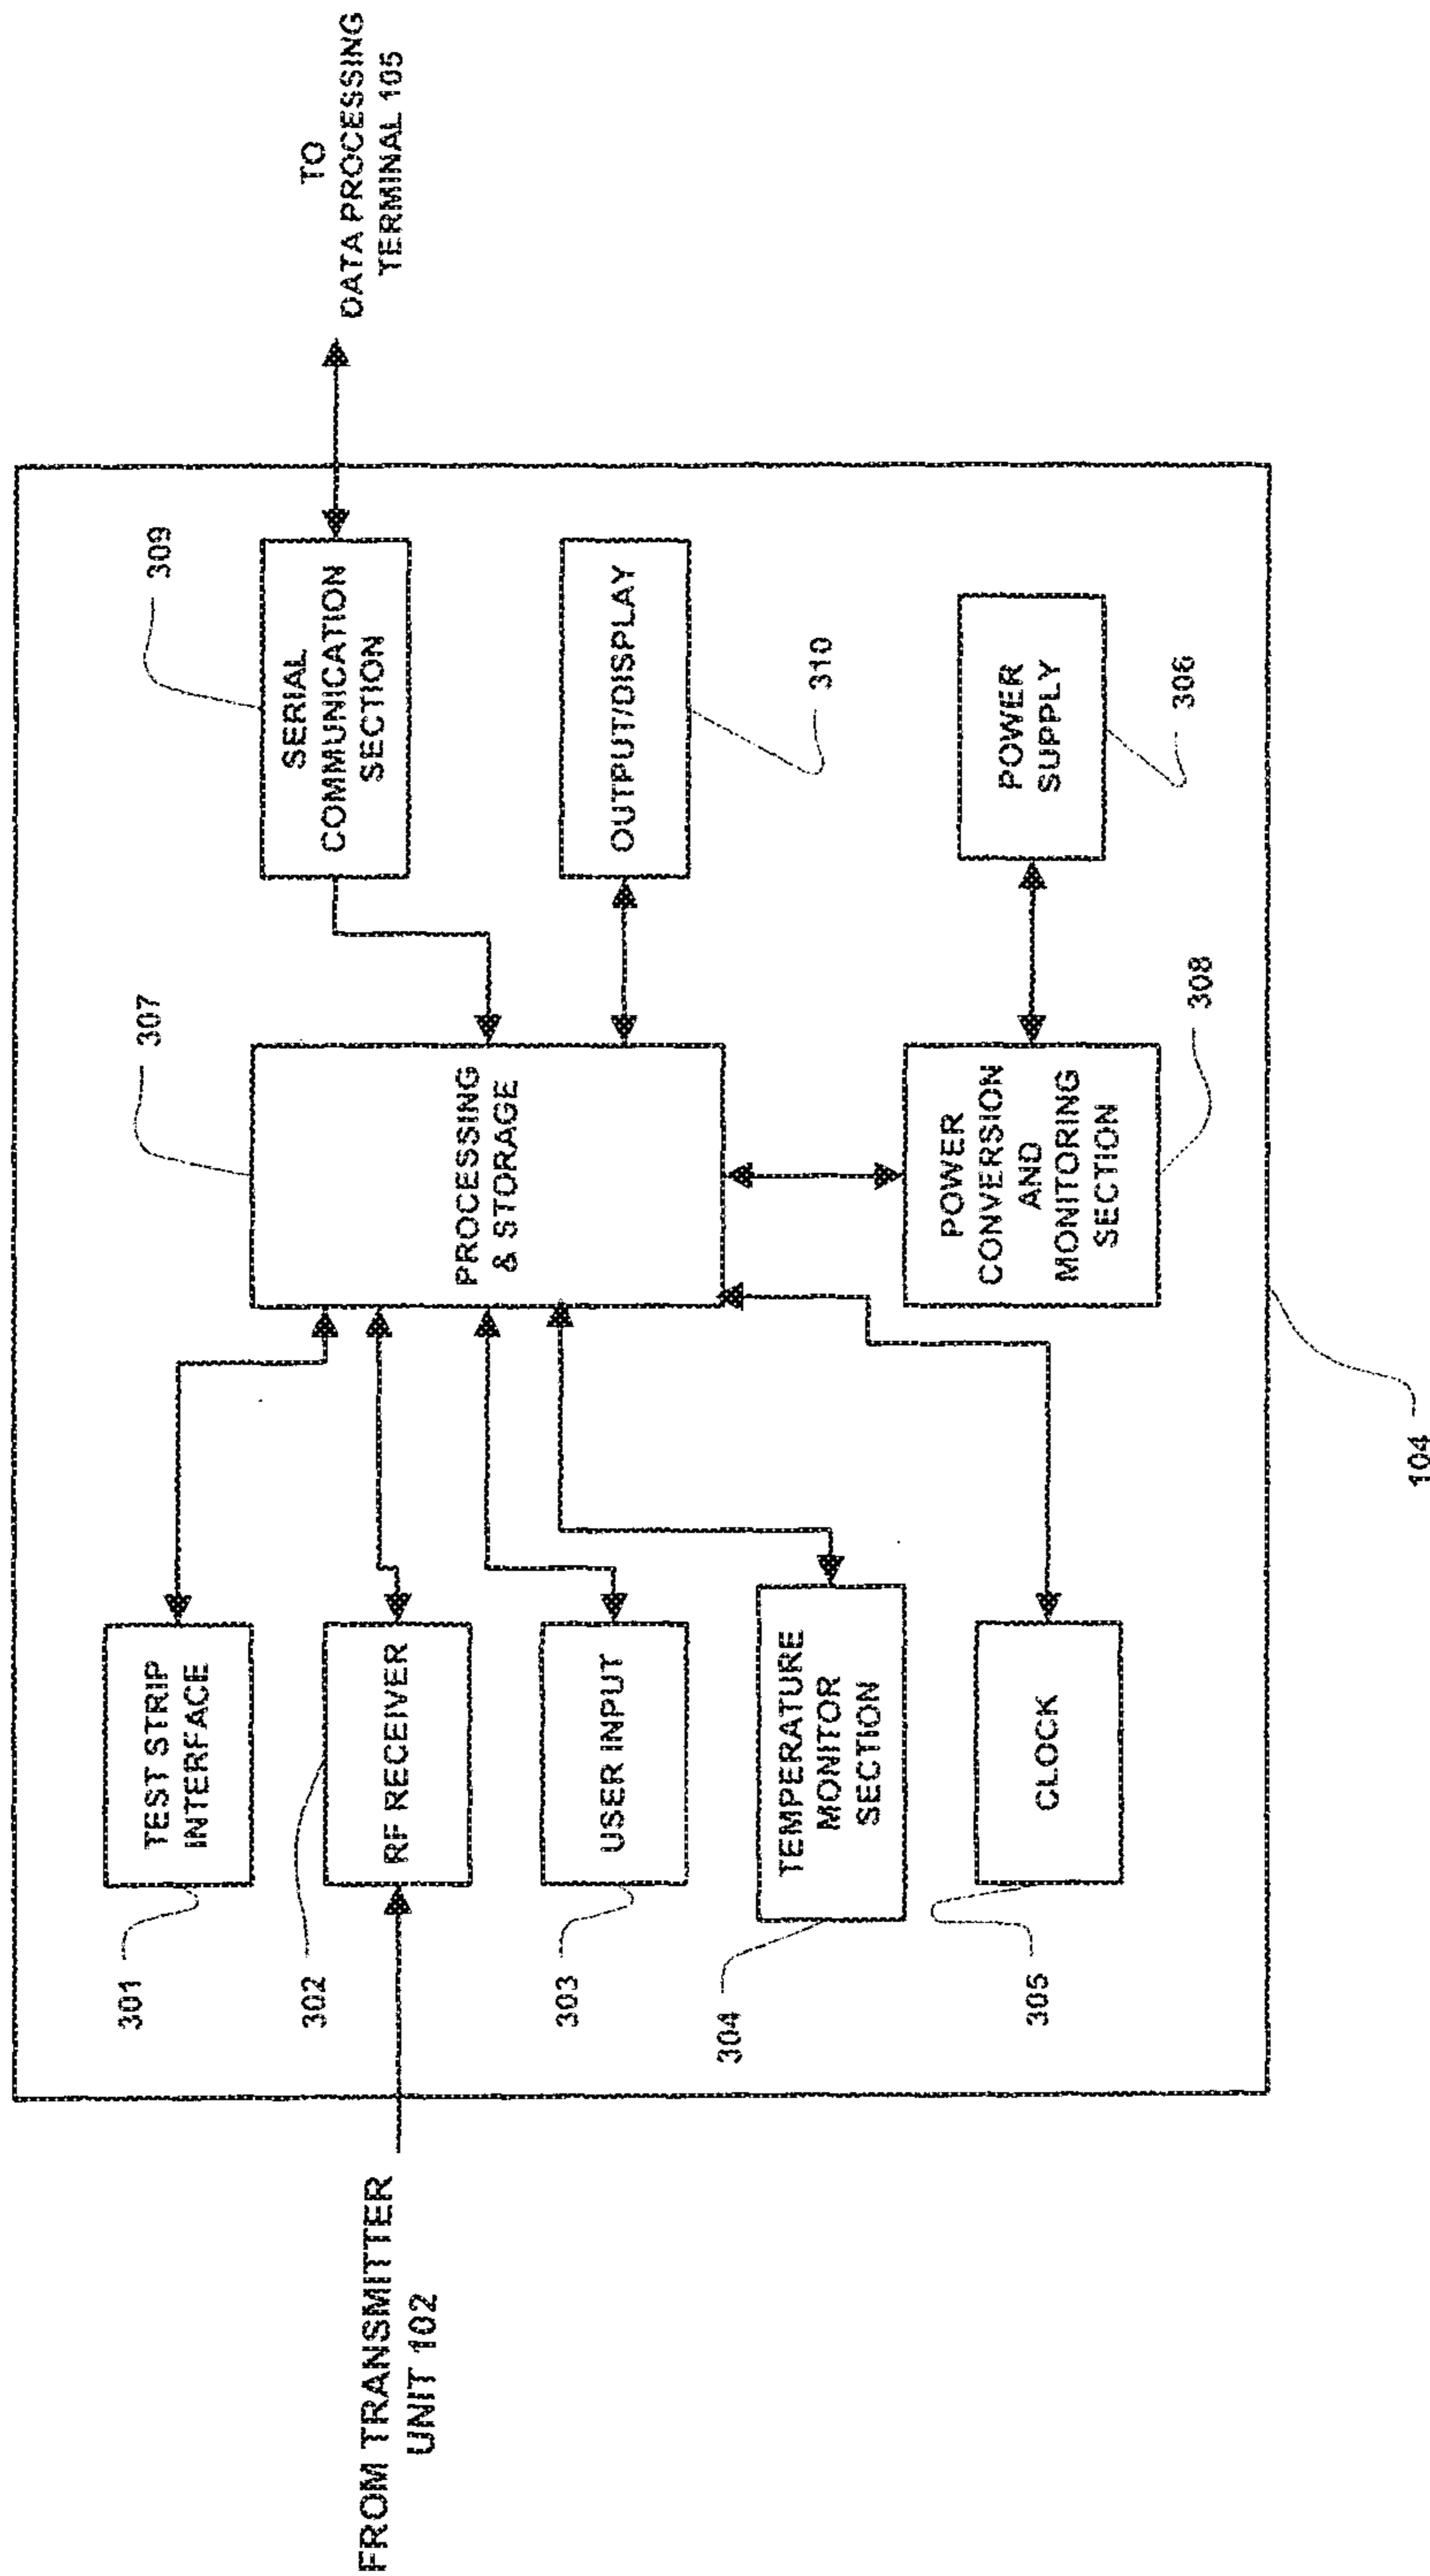 TO
DATA PROCESSING
TERMINAL 105
309
SERIAL
COMMUNICATION
SECTION
OUTPUT/DISPLAY
310
POWER
SUPPLY
306
307
PROCESSING
& STORAGE
POWER
CONVERSION
AND
MONITORING
SECTION
308
TEST STRIP
INTERFACE
301
RF RECEIVER
302
USER INPUT
303
TEMPERATURE
MONITOR
SECTION
304
CLOCK
305
104
FROM TRANSMITTER
UNIT 102